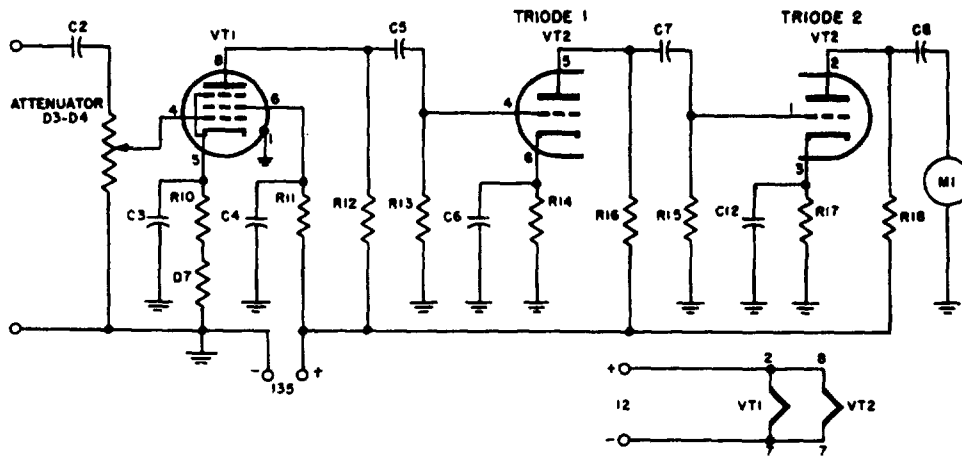 TRIODE 1
TRIODE 2
C2
VT1
C5
VT2
C7
VT2
C8
8
5
2
ATTENUATOR
D3-D4
4
6
1
4
1
5
6
3
M1
C3
R10
C4
R11
R12
R13
C6
R14
R16
R15
C12
R17
R18
D7
- 135 +
+
12
-
2
8
VT1
VT2
7
7